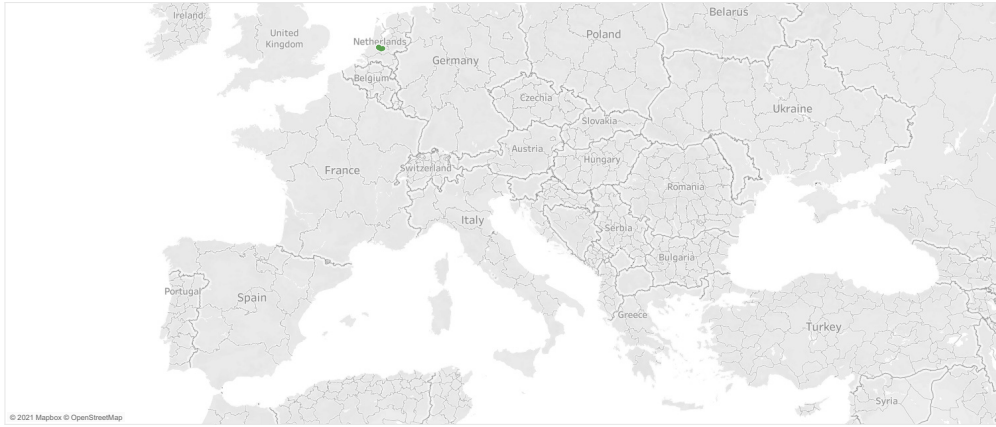 Ireland
United
Kingdom
Netherlands
Belgium
Germany
Poland
Belarus
Czechia
Ukraine
Slovakia
Austria
Hungary
France
Switzerland
Romania
Italy
Serbia
Bulgaria
Portugal
Spain
Greece
Turkey
Syria
© 2021 Mapbox © OpenStreetMap